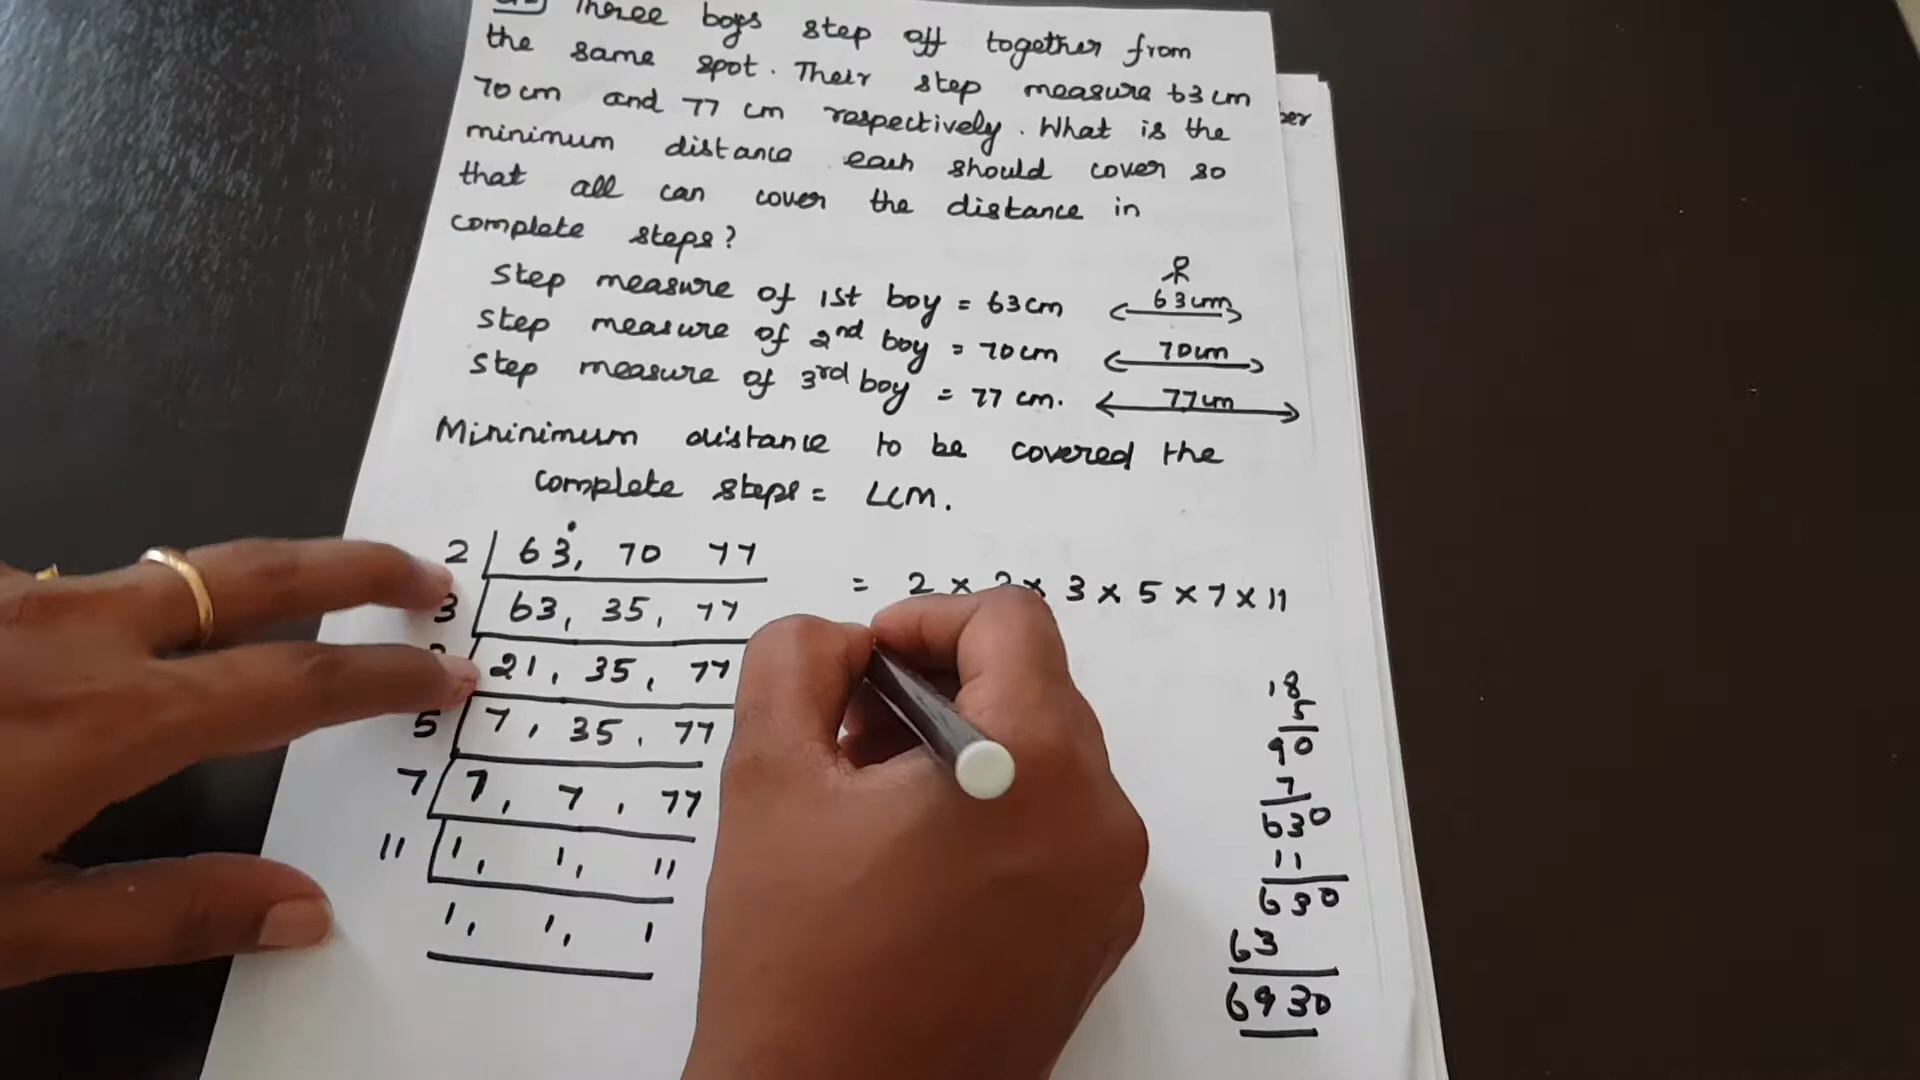 Three boys step off together from
the same spot. Their step measure 63 cm
70 cm and 77 cm respectively. What is the
minimum distance each should cover so
that all can cover the distance in
complete steps?
Step measure of 1st boy = 63cm
63cm
Step measure of 2nd boy = 70cm
70cm
Step measure of 3rd boy = 77 cm.
77cm
Mininimum distance to be covered the
complete steps = LCM.
2 63, 70 77
3 63, 35, 77
21, 35, 77
5 7, 35, 77
7 7, 7, 77
11 1, 1, 11
1, 1, 1
= 2 × 3 × 3 × 5 × 7 × 11
18
5
90
7
630
11
630
63
6930
ber